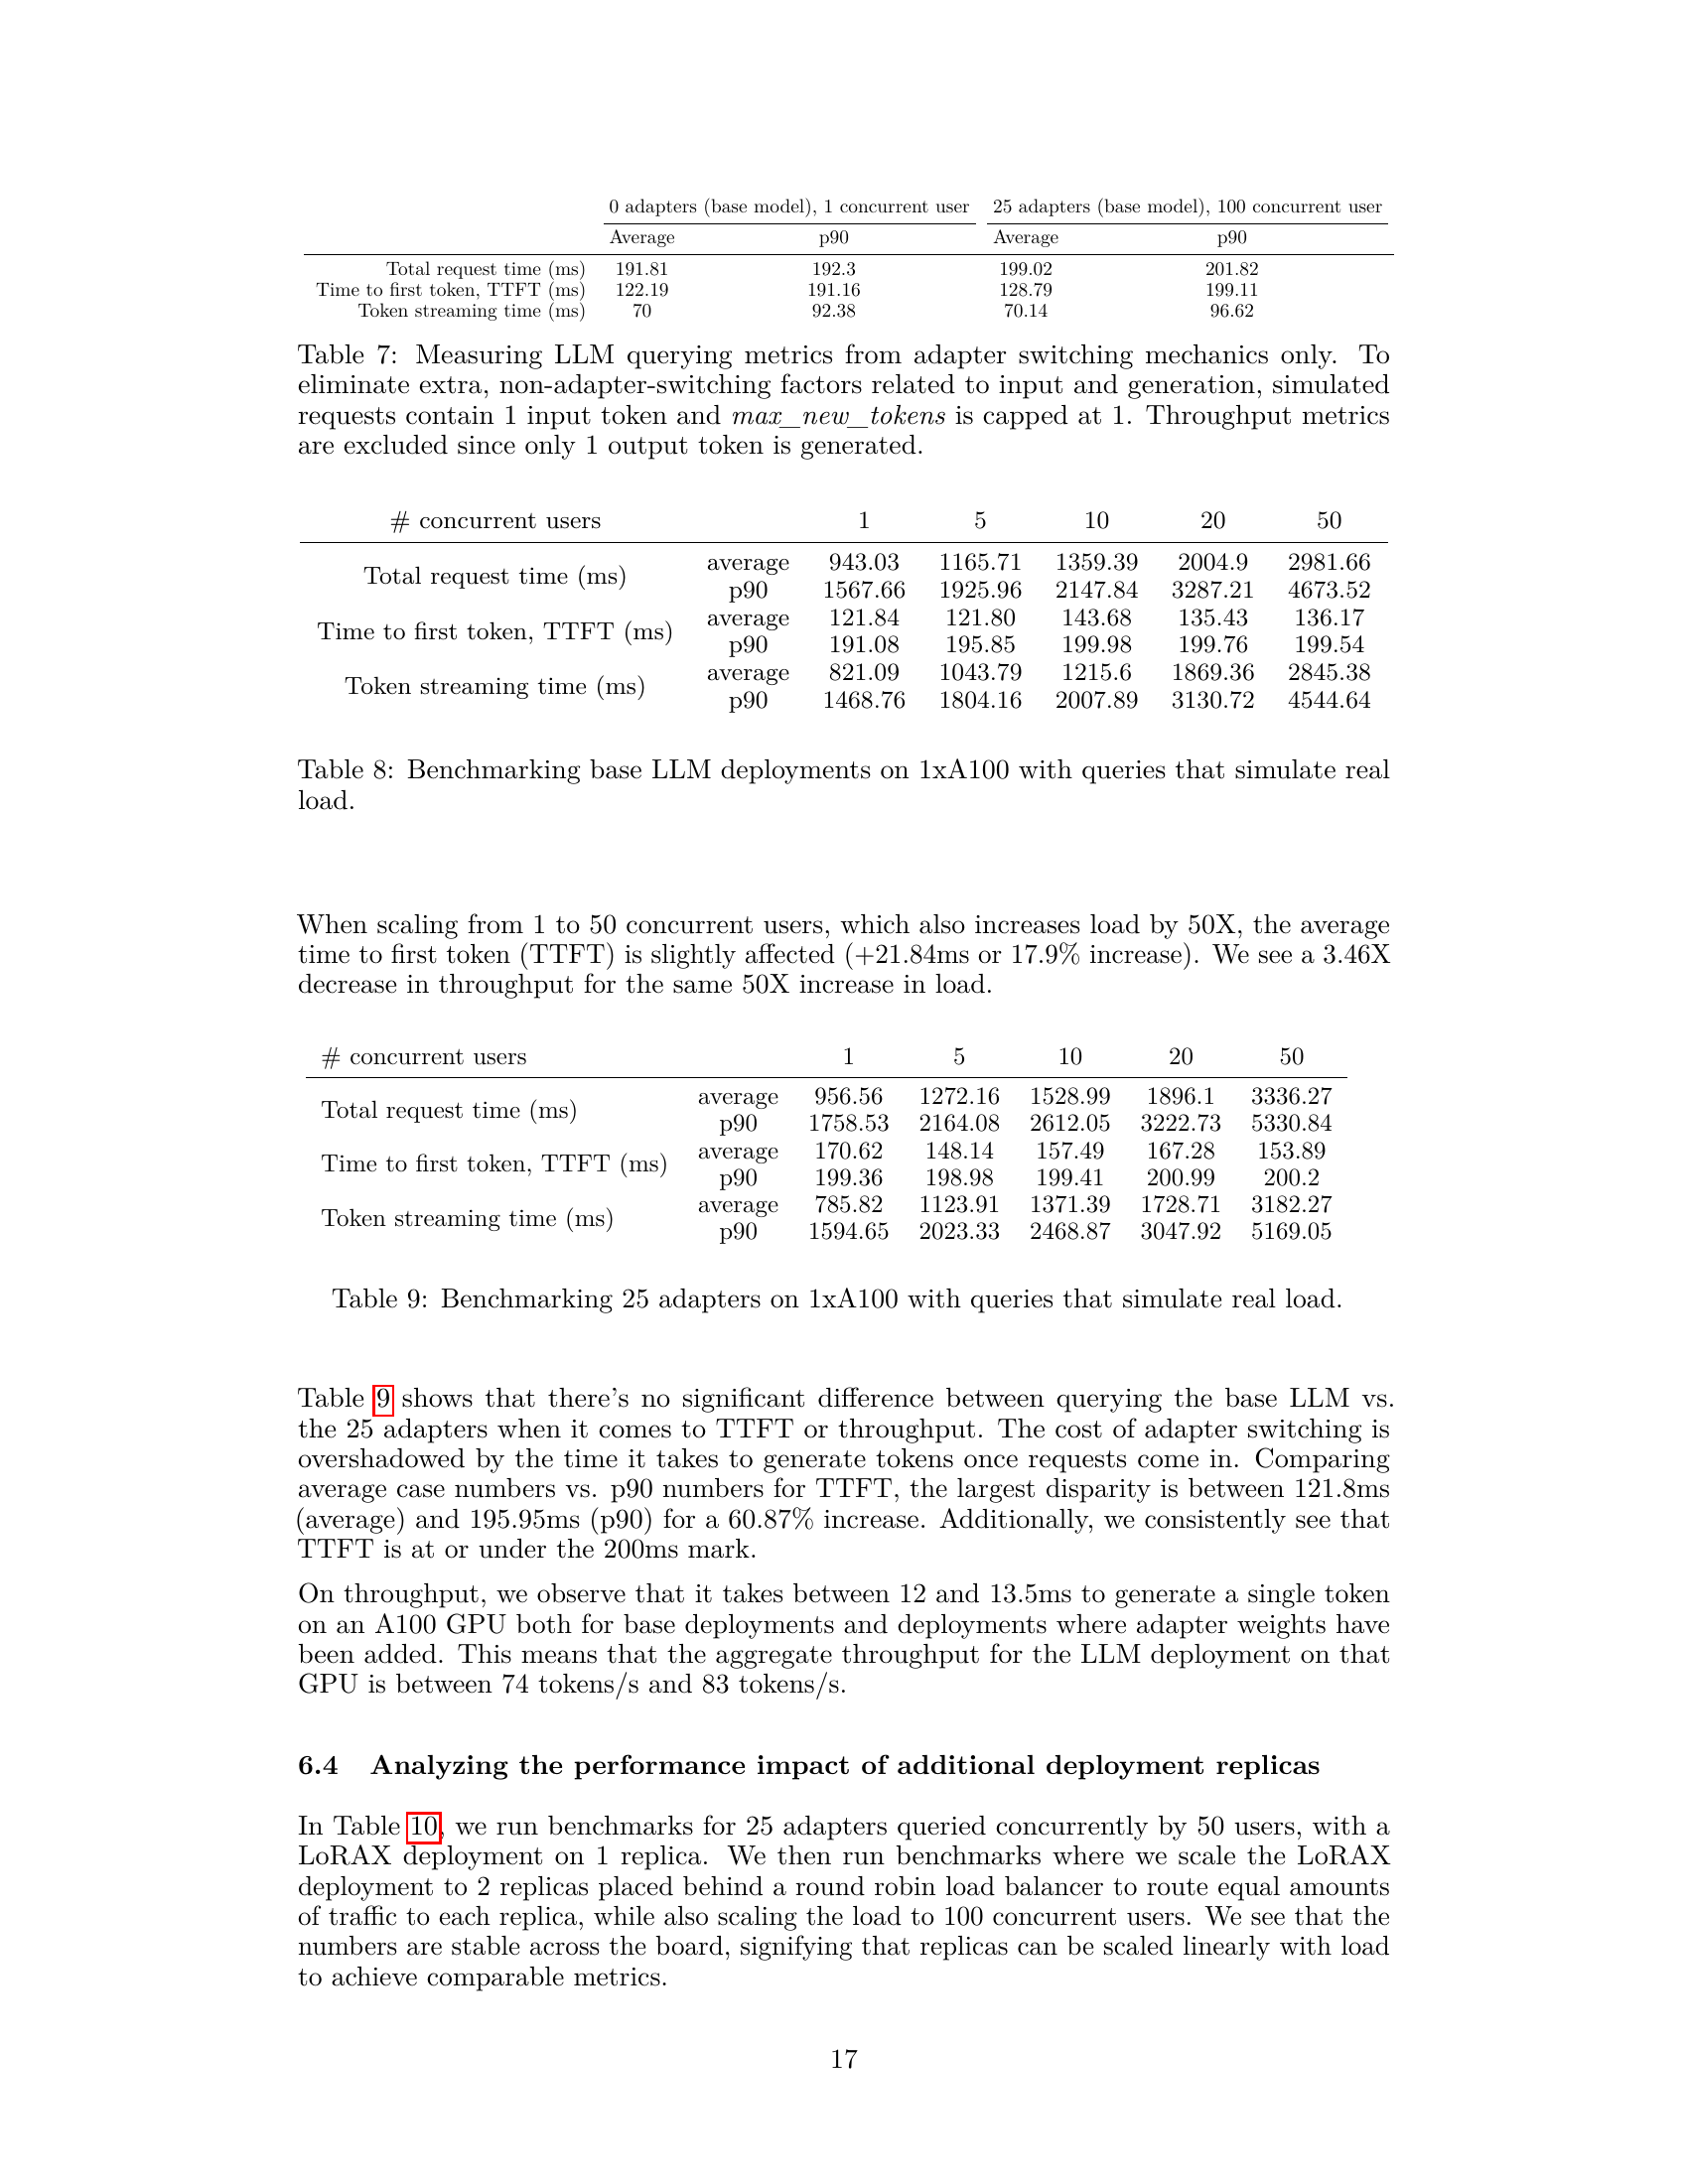 0 adapters (base model), 1 concurrent user 25 adapters (base model), 100 concurrent user
Average p90 Average p90
Total request time (ms) 191.81 192.3 199.02 201.82
Time to first token, TTFT (ms) 122.19 191.16 128.79 199.11
Token streaming time (ms) 70 92.38 70.14 96.62
Table 7: Measuring LLM querying metrics from adapter switching mechanics only. To
eliminate extra, non-adapter-switching factors related to input and generation, simulated
requests contain 1 input token and max_new_tokens is capped at 1. Throughput metrics
are excluded since only 1 output token is generated.
# concurrent users 1 5 10 20 50
Total request time (ms) average 943.03 1165.71 1359.39 2004.9 2981.66
p90 1567.66 1925.96 2147.84 3287.21 4673.52
Time to first token, TTFT (ms) average 121.84 121.80 143.68 135.43 136.17
p90 191.08 195.85 199.98 199.76 199.54
Token streaming time (ms) average 821.09 1043.79 1215.6 1869.36 2845.38
p90 1468.76 1804.16 2007.89 3130.72 4544.64
Table 8: Benchmarking base LLM deployments on 1xA100 with queries that simulate real
load.
When scaling from 1 to 50 concurrent users, which also increases load by 50X, the average
time to first token (TTFT) is slightly affected (+21.84ms or 17.9% increase). We see a 3.46X
decrease in throughput for the same 50X increase in load.
# concurrent users 1 5 10 20 50
Total request time (ms) average 956.56 1272.16 1528.99 1896.1 3336.27
p90 1758.53 2164.08 2612.05 3222.73 5330.84
Time to first token, TTFT (ms) average 170.62 148.14 157.49 167.28 153.89
p90 199.36 198.98 199.41 200.99 200.2
Token streaming time (ms) average 785.82 1123.91 1371.39 1728.71 3182.27
p90 1594.65 2023.33 2468.87 3047.92 5169.05
Table 9: Benchmarking 25 adapters on 1xA100 with queries that simulate real load.
Table 9 shows that there's no significant difference between querying the base LLM vs.
the 25 adapters when it comes to TTFT or throughput. The cost of adapter switching is
overshadowed by the time it takes to generate tokens once requests come in. Comparing
average case numbers vs. p90 numbers for TTFT, the largest disparity is between 121.8ms
(average) and 195.95ms (p90) for a 60.87% increase. Additionally, we consistently see that
TTFT is at or under the 200ms mark.
On throughput, we observe that it takes between 12 and 13.5ms to generate a single token
on an A100 GPU both for base deployments and deployments where adapter weights have
been added. This means that the aggregate throughput for the LLM deployment on that
GPU is between 74 tokens/s and 83 tokens/s.
6.4 Analyzing the performance impact of additional deployment replicas
In Table 10, we run benchmarks for 25 adapters queried concurrently by 50 users, with a
LoRAX deployment on 1 replica. We then run benchmarks where we scale the LoRAX
deployment to 2 replicas placed behind a round robin load balancer to route equal amounts
of traffic to each replica, while also scaling the load to 100 concurrent users. We see that the
numbers are stable across the board, signifying that replicas can be scaled linearly with load
to achieve comparable metrics.
17